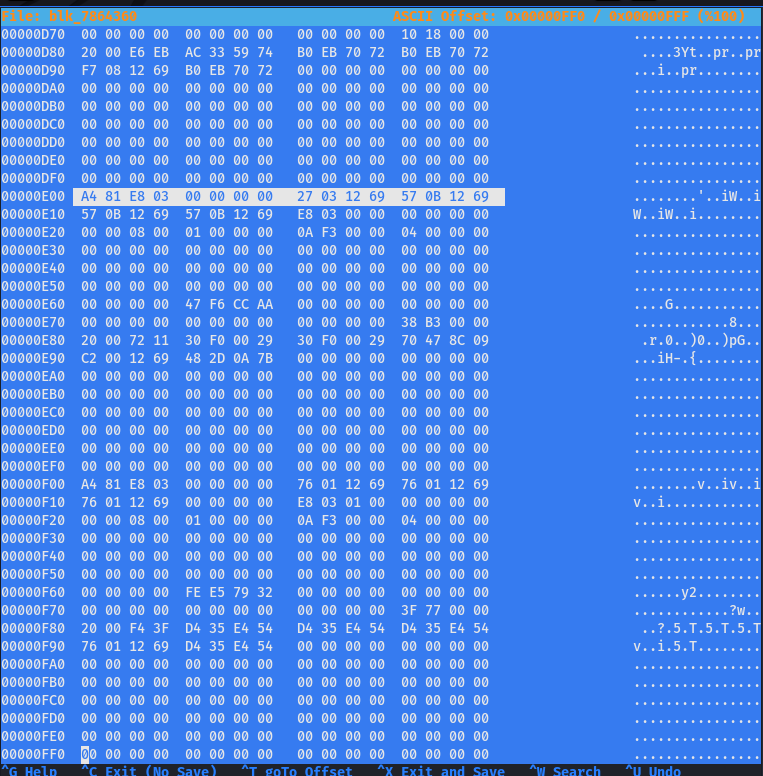 File: blk_7864360 ASCII Offset: 0x00000FF0 / 0x00000FFF (%100)
00000D70 00 00 00 00 00 00 00 00 00 00 00 00 10 18 00 00 ................
00000D80 20 00 E6 EB AC 33 59 74 B0 EB 70 72 B0 EB 70 72  ....3Yt..pr..pr
00000D90 F7 08 12 69 B0 EB 70 72 00 00 00 00 00 00 00 00 ...i..pr........
00000DA0 00 00 00 00 00 00 00 00 00 00 00 00 00 00 00 00 ................
00000DB0 00 00 00 00 00 00 00 00 00 00 00 00 00 00 00 00 ................
00000DC0 00 00 00 00 00 00 00 00 00 00 00 00 00 00 00 00 ................
00000DD0 00 00 00 00 00 00 00 00 00 00 00 00 00 00 00 00 ................
00000DE0 00 00 00 00 00 00 00 00 00 00 00 00 00 00 00 00 ................
00000DF0 00 00 00 00 00 00 00 00 00 00 00 00 00 00 00 00 ................
00000E00 A4 81 E8 03 00 00 00 00 27 03 12 69 57 0B 12 69 ........'..iW..i
00000E10 57 0B 12 69 57 0B 12 69 E8 03 00 00 00 00 00 00 W..iW..i........
00000E20 00 00 08 00 01 00 00 00 0A F3 00 00 04 00 00 00 ................
00000E30 00 00 00 00 00 00 00 00 00 00 00 00 00 00 00 00 ................
00000E40 00 00 00 00 00 00 00 00 00 00 00 00 00 00 00 00 ................
00000E50 00 00 00 00 00 00 00 00 00 00 00 00 00 00 00 00 ................
00000E60 00 00 00 00 47 F6 CC AA 00 00 00 00 00 00 00 00 ....G...........
00000E70 00 00 00 00 00 00 00 00 00 00 00 00 38 B3 00 00 ............8...
00000E80 20 00 72 11 30 F0 00 29 30 F0 00 29 70 47 8C 09  .r.0..)0..)pG..
00000E90 C2 00 12 69 48 2D 0A 7B 00 00 00 00 00 00 00 00 ...iH-.{........
00000EA0 00 00 00 00 00 00 00 00 00 00 00 00 00 00 00 00 ................
00000EB0 00 00 00 00 00 00 00 00 00 00 00 00 00 00 00 00 ................
00000EC0 00 00 00 00 00 00 00 00 00 00 00 00 00 00 00 00 ................
00000ED0 00 00 00 00 00 00 00 00 00 00 00 00 00 00 00 00 ................
00000EE0 00 00 00 00 00 00 00 00 00 00 00 00 00 00 00 00 ................
00000EF0 00 00 00 00 00 00 00 00 00 00 00 00 00 00 00 00 ................
00000F00 A4 81 E8 03 00 00 00 00 76 01 12 69 76 01 12 69 ........v..iv..i
00000F10 76 01 12 69 00 00 00 00 E8 03 01 00 00 00 00 00 v..i............
00000F20 00 00 08 00 01 00 00 00 0A F3 00 00 04 00 00 00 ................
00000F30 00 00 00 00 00 00 00 00 00 00 00 00 00 00 00 00 ................
00000F40 00 00 00 00 00 00 00 00 00 00 00 00 00 00 00 00 ................
00000F50 00 00 00 00 00 00 00 00 00 00 00 00 00 00 00 00 ................
00000F60 00 00 00 00 FE E5 79 32 00 00 00 00 00 00 00 00 ......y2........
00000F70 00 00 00 00 00 00 00 00 00 00 00 00 3F 77 00 00 ............?w..
00000F80 20 00 F4 3F D4 35 E4 54 D4 35 E4 54 D4 35 E4 54  ..?.5.T.5.T.5.T
00000F90 76 01 12 69 D4 35 E4 54 00 00 00 00 00 00 00 00 v..i.5.T........
00000FA0 00 00 00 00 00 00 00 00 00 00 00 00 00 00 00 00 ................
00000FB0 00 00 00 00 00 00 00 00 00 00 00 00 00 00 00 00 ................
00000FC0 00 00 00 00 00 00 00 00 00 00 00 00 00 00 00 00 ................
00000FD0 00 00 00 00 00 00 00 00 00 00 00 00 00 00 00 00 ................
00000FE0 00 00 00 00 00 00 00 00 00 00 00 00 00 00 00 00 ................
00000FF0 00 00 00 00 00 00 00 00 00 00 00 00 00 00 00 00 ................
^G Help ^C Exit (No Save) ^T goTo Offset ^X Exit and Save ^W Search ^U Undo